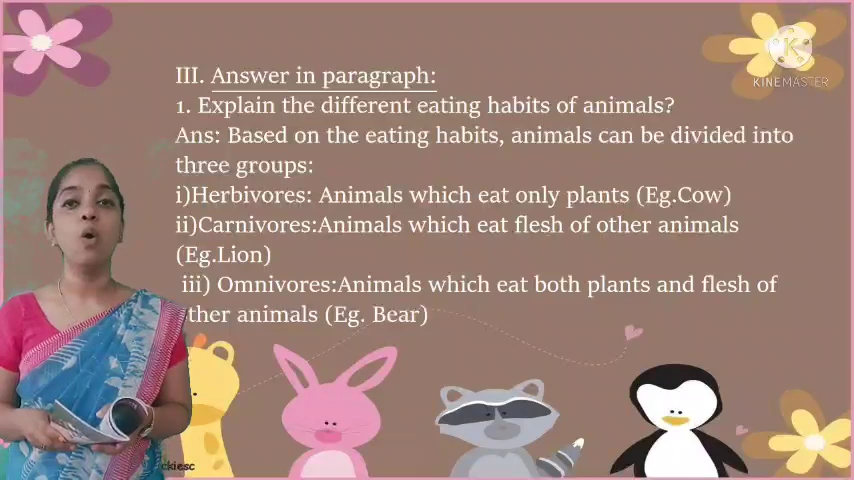 III. Answer in paragraph:
1. Explain the different eating habits of animals?
Ans: Based on the eating habits, animals can be divided into
three groups:
i)Herbivores: Animals which eat only plants (Eg.Cow)
ii)Carnivores:Animals which eat flesh of other animals
(Eg.Lion)
iii) Omnivores:Animals which eat both plants and flesh of
ther animals (Eg. Bear)
K
KINEMASTER